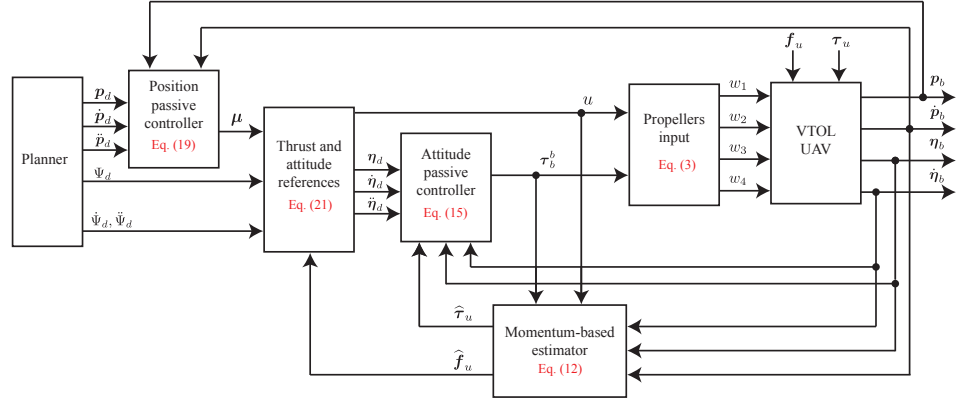 Planner
𝒑_d
𝒑̇_d
𝒑̈_d
Ψ_d
Ψ̇_d, Ψ̈_d
Position
passive
controller
Eq. (19)
𝝁
Thrust and
attitude
references
Eq. (21)
𝜼_d
𝜼̇_d
𝜼̈_d
Attitude
passive
controller
Eq. (15)
u
𝝉_b^b
Propellers
input
Eq. (3)
w_1
w_2
w_3
w_4
𝒇_u
𝝉_u
VTOL
UAV
𝒑_b
𝒑̇_b
𝜼_b
𝜼̇_b
𝝉̂_u
𝒇̂_u
Momentum-based
estimator
Eq. (12)